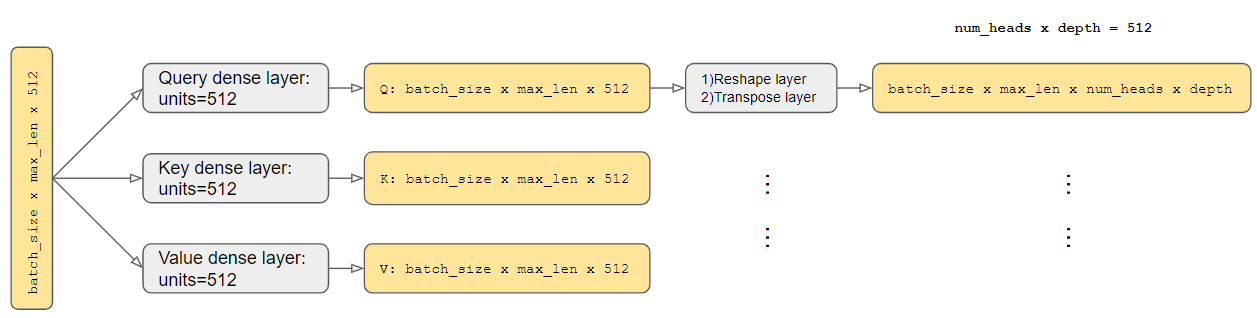 num_heads x depth = 512
batch_size x max_len x 512
Query dense layer:
units=512
Q: batch_size x max_len x 512
1)Reshape layer
2)Transpose layer
batch_size x max_len x num_heads x depth
Key dense layer:
units=512
K: batch_size x max_len x 512
Value dense layer:
units=512
V: batch_size x max_len x 512